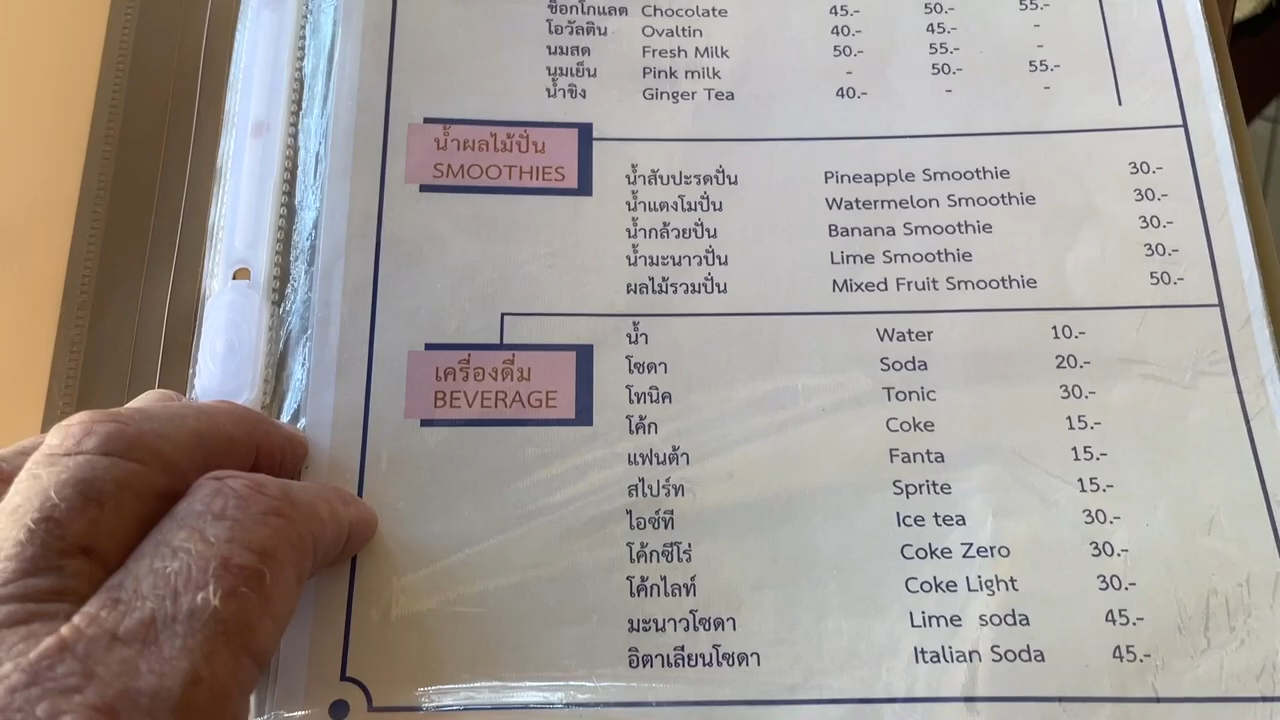 ช็อกโกแลต Chocolate 45.- 50.- 55.-
โอวัลติน Ovaltin 40.- 45.- -
นมสด Fresh Milk 50.- 55.- -
นมเย็น Pink milk - 50.- 55.-
น้ำขิง Ginger Tea 40.- - -
น้ำผลไม้ปั่น
SMOOTHIES
น้ำสับปะรดปั่น Pineapple Smoothie 30.-
น้ำแตงโมปั่น Watermelon Smoothie 30.-
น้ำกล้วยปั่น Banana Smoothie 30.-
น้ำมะนาวปั่น Lime Smoothie 30.-
ผลไม้รวมปั่น Mixed Fruit Smoothie 50.-
เครื่องดื่ม
BEVERAGE
น้ำ Water 10.-
โซดา Soda 20.-
โทนิค Tonic 30.-
โค้ก Coke 15.-
แฟนต้า Fanta 15.-
สไปร์ท Sprite 15.-
ไอซ์ที Ice tea 30.-
โค้กซีโร่ Coke Zero 30.-
โค้กไลท์ Coke Light 30.-
มะนาวโซดา Lime soda 45.-
อิตาเลียนโซดา Italian Soda 45.-